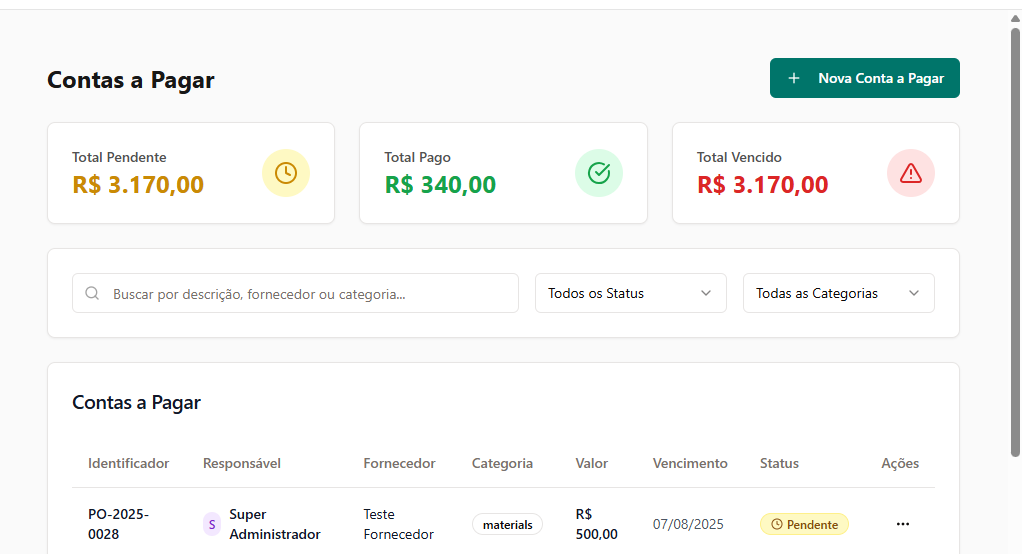 Contas a Pagar
Nova Conta a Pagar
Total Pendente
R$ 3.170,00
Total Pago
R$ 340,00
Total Vencido
R$ 3.170,00
Buscar por descrição, fornecedor ou categoria...
Todos os Status
Todas as Categorias
Contas a Pagar
Identificador Responsável Fornecedor Categoria Valor Vencimento Status Ações
PO-2025-
0028
S
Super
Administrador
Teste
Fornecedor
materials
R$
500,00
07/08/2025
Pendente